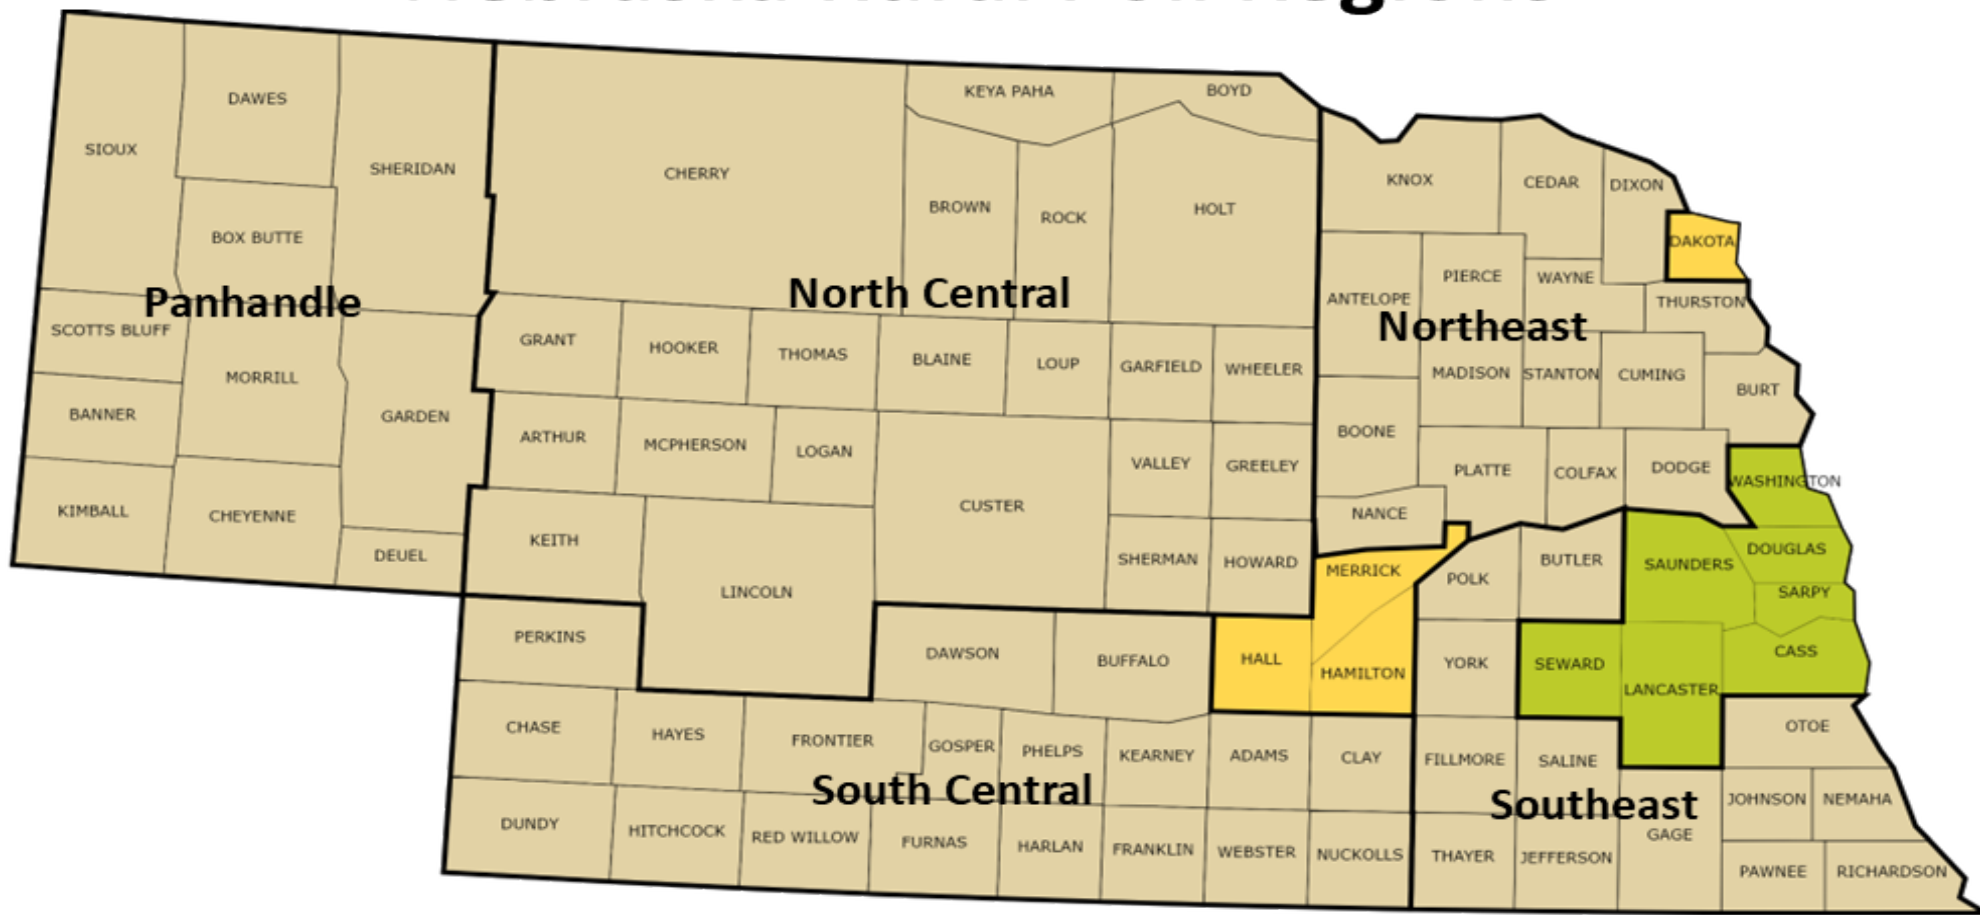 DAWES
SIOUX
SHERIDAN
BOX BUTTE
Panhandle
SCOTTS BLUFF
MORRILL
BANNER
GARDEN
KIMBALL
CHEYENNE
DEUEL
KEYA PAHA
BOYD
CHERRY
BROWN
ROCK
HOLT
North Central
GRANT
HOOKER
THOMAS
BLAINE
LOUP
GARFIELD
WHEELER
ARTHUR
MCPHERSON
LOGAN
CUSTER
VALLEY
GREELEY
KEITH
LINCOLN
SHERMAN
HOWARD
KNOX
CEDAR
DIXON
DAKOTA
ANTELOPE
PIERCE
WAYNE
THURSTON
Northeast
MADISON
STANTON
CUMING
BURT
BOONE
PLATTE
COLFAX
DODGE
WASHINGTON
NANCE
MERRICK
HALL
HAMILTON
PERKINS
DAWSON
BUFFALO
CHASE
HAYES
FRONTIER
GOSPER
PHELPS
KEARNEY
ADAMS
CLAY
South Central
DUNDY
HITCHCOCK
RED WILLOW
FURNAS
HARLAN
FRANKLIN
WEBSTER
NUCKOLLS
POLK
BUTLER
SAUNDERS
DOUGLAS
SARPY
YORK
SEWARD
LANCASTER
CASS
FILLMORE
SALINE
OTOE
Southeast
JOHNSON
NEMAHA
GAGE
THAYER
JEFFERSON
PAWNEE
RICHARDSON